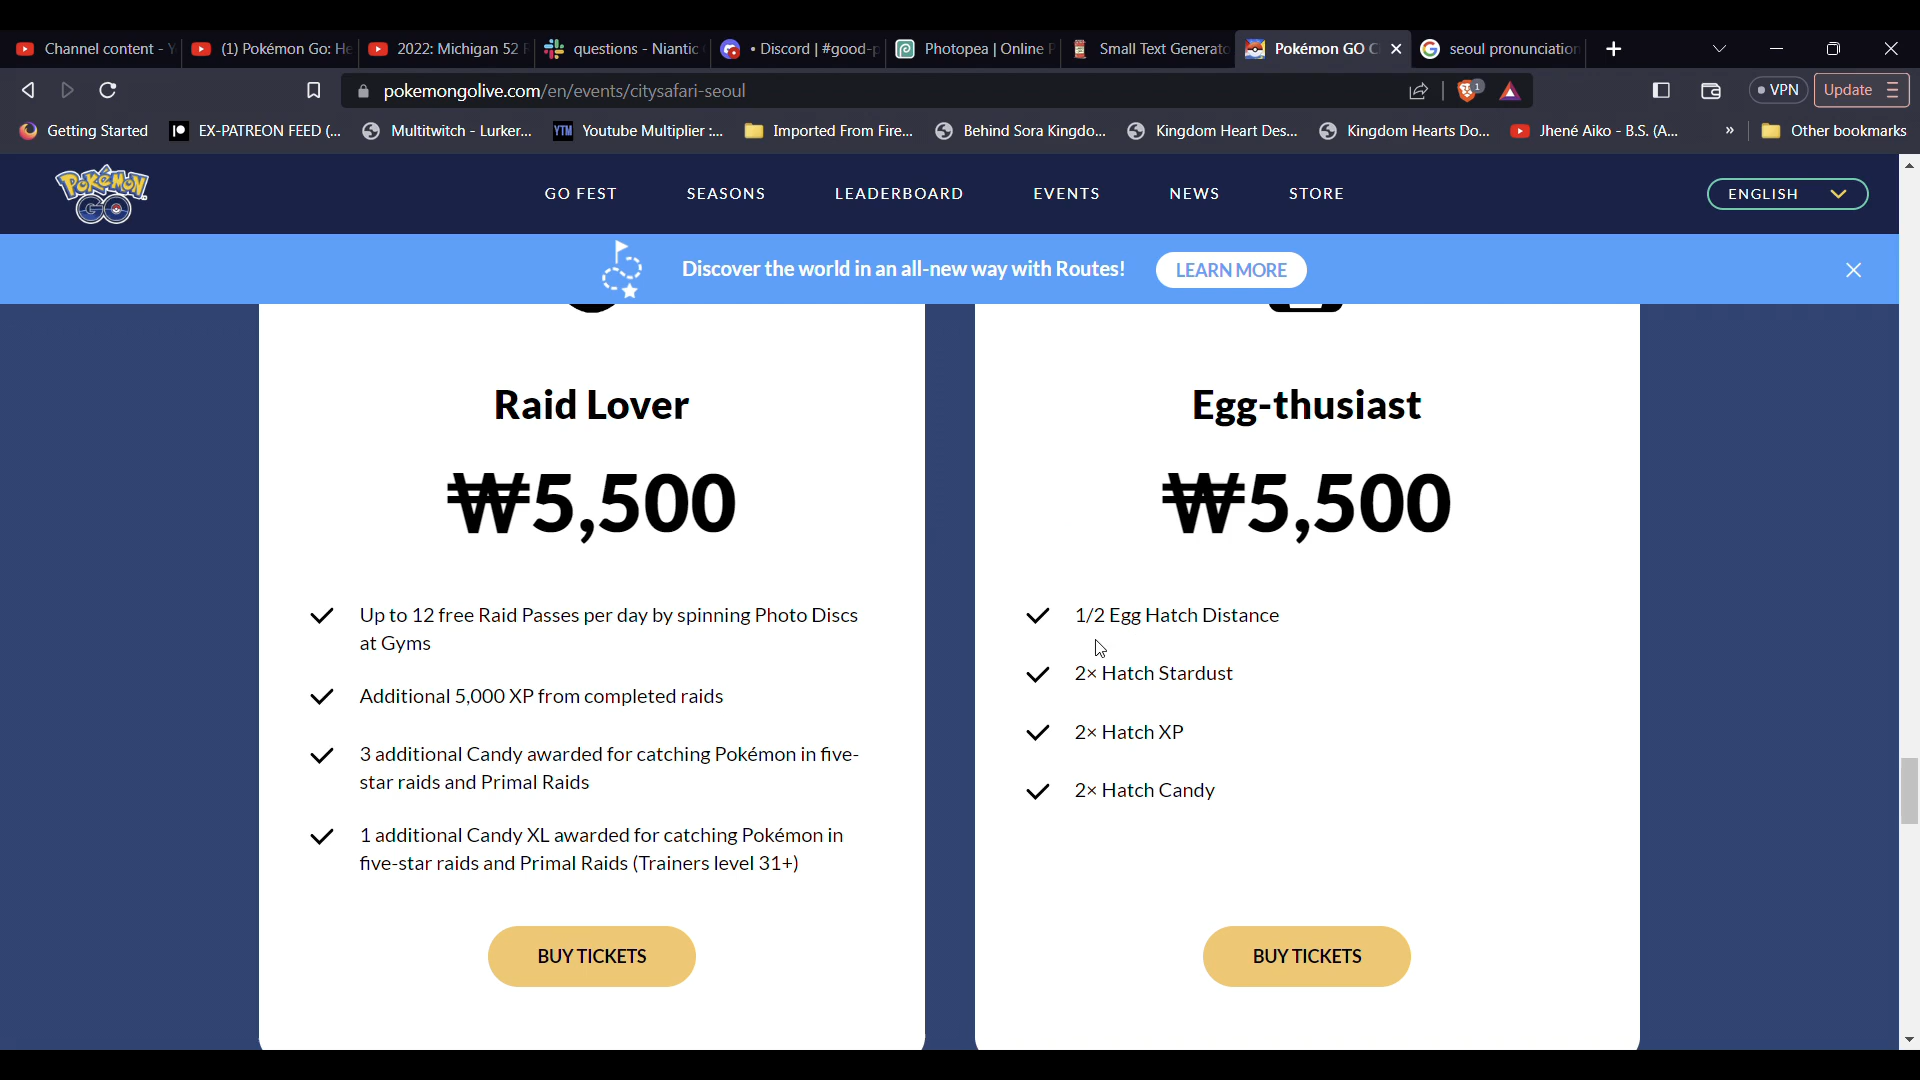 Channel content - Y
(1) Pokémon Go: He
2022: Michigan 52 F
questions - Niantic
• Discord | #good-p
Photopea | Online P
Small Text Generato
Pokémon GO C
seoul pronunciation
pokemongolive.com/en/events/citysafari-seoul
1
VPN
Update
Getting Started
EX-PATREON FEED (...
Multitwitch - Lurker...
YTM
Youtube Multiplier :...
Imported From Fire...
Behind Sora Kingdo...
Kingdom Heart Des...
Kingdom Hearts Do...
Jhené Aiko - B.S. (A...
»
Other bookmarks
POKÉMON GO
GO FEST
SEASONS
LEADERBOARD
EVENTS
NEWS
STORE
ENGLISH
Discover the world in an all-new way with Routes!
LEARN MORE
Raid Lover
₩5,500
Up to 12 free Raid Passes per day by spinning Photo Discs
at Gyms
Additional 5,000 XP from completed raids
3 additional Candy awarded for catching Pokémon in five-
star raids and Primal Raids
1 additional Candy XL awarded for catching Pokémon in
five-star raids and Primal Raids (Trainers level 31+)
BUY TICKETS
Egg-thusiast
₩5,500
1/2 Egg Hatch Distance
2× Hatch Stardust
2× Hatch XP
2× Hatch Candy
BUY TICKETS